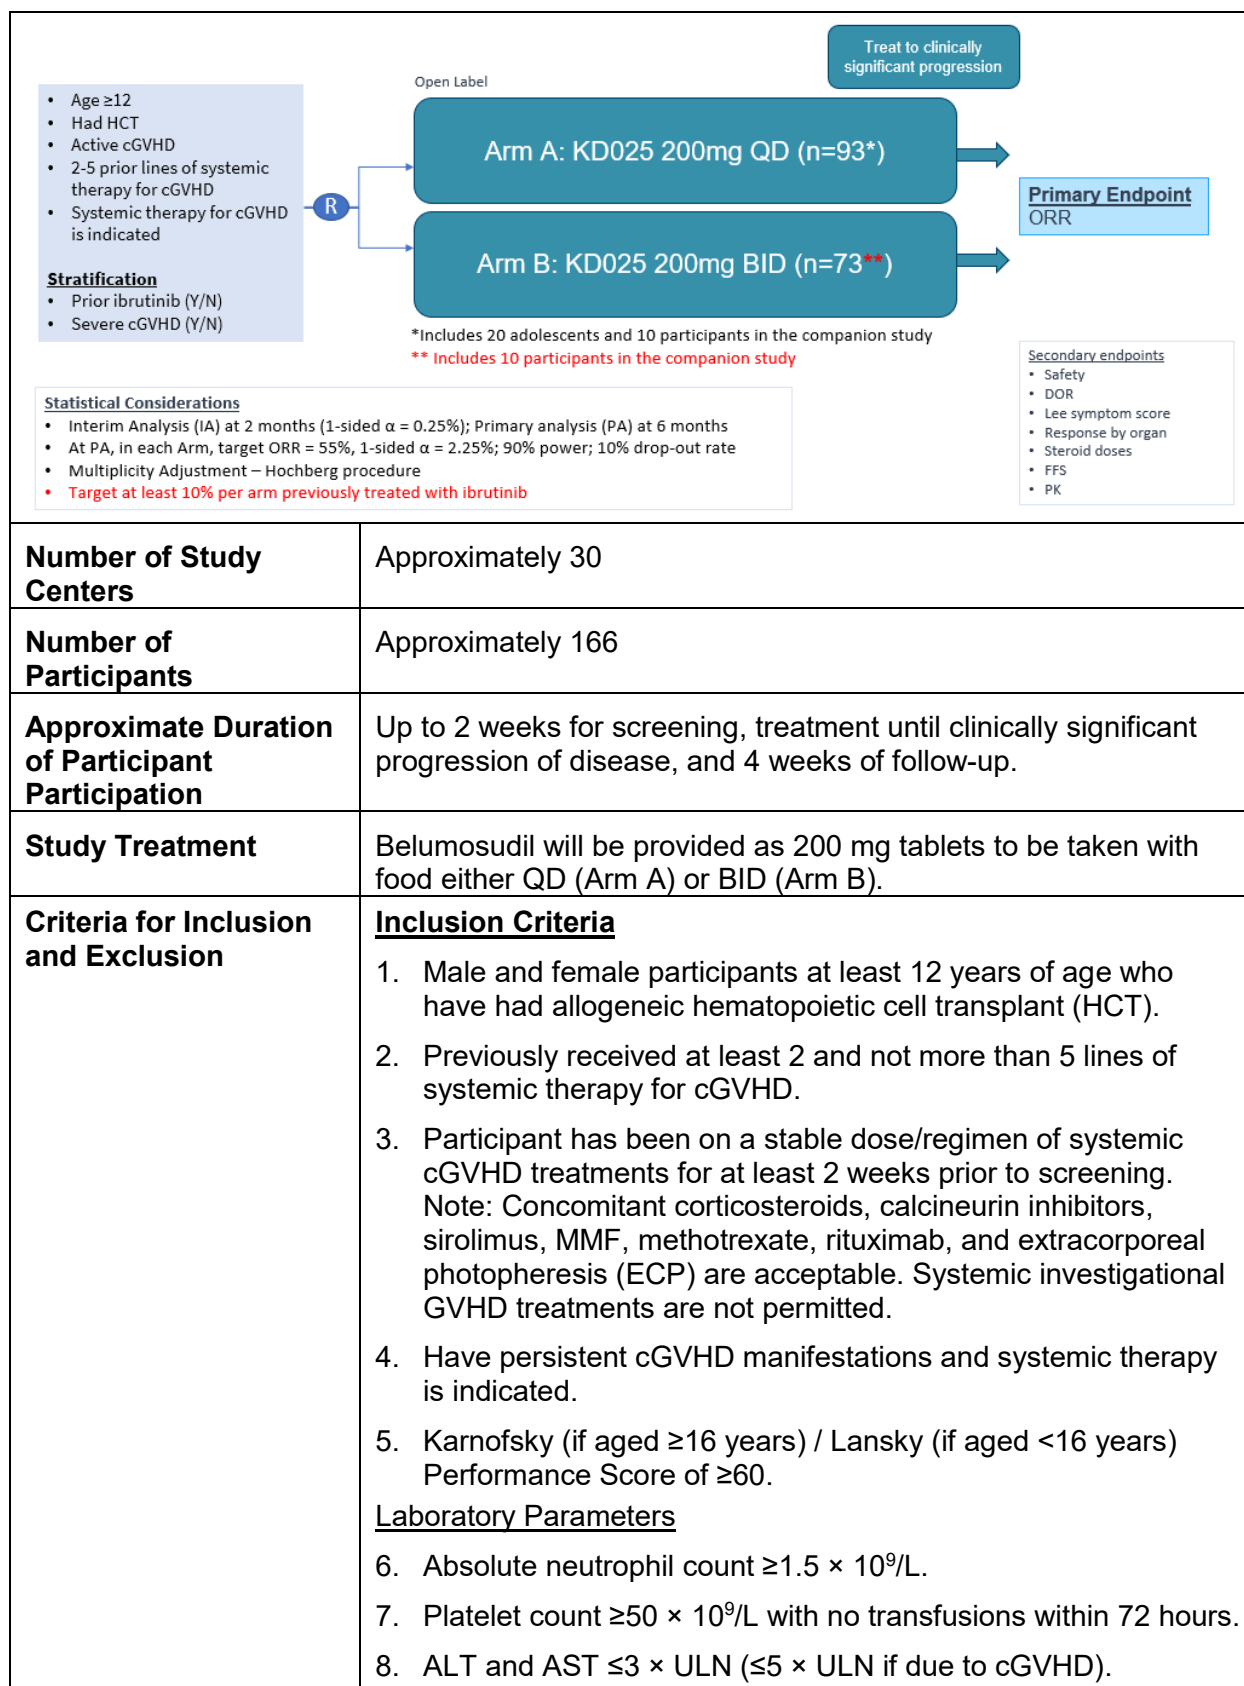 Treat to clinically
significant progression
Open Label
• Age ≥12
• Had HCT
• Active cGVHD
• 2-5 prior lines of systemic
therapy for cGVHD
• Systemic therapy for cGVHD
is indicated
Stratification
• Prior ibrutinib (Y/N)
• Severe cGVHD (Y/N)
R
Arm A: KD025 200mg QD (n=93*)
Arm B: KD025 200mg BID (n=73**)
Primary Endpoint
ORR
*Includes 20 adolescents and 10 participants in the companion study
** Includes 10 participants in the companion study
Statistical Considerations
• Interim Analysis (IA) at 2 months (1-sided α = 0.25%); Primary analysis (PA) at 6 months
• At PA, in each Arm, target ORR = 55%, 1-sided α = 2.25%; 90% power; 10% drop-out rate
• Multiplicity Adjustment – Hochberg procedure
• Target at least 10% per arm previously treated with ibrutinib
Secondary endpoints
• Safety
• DOR
• Lee symptom score
• Response by organ
• Steroid doses
• FFS
• PK
Number of Study
Centers
Approximately 30
Number of
Participants
Approximately 166
Approximate Duration
of Participant
Participation
Up to 2 weeks for screening, treatment until clinically significant
progression of disease, and 4 weeks of follow-up.
Study Treatment
Belumosudil will be provided as 200 mg tablets to be taken with
food either QD (Arm A) or BID (Arm B).
Criteria for Inclusion
and Exclusion
Inclusion Criteria
1. Male and female participants at least 12 years of age who
have had allogeneic hematopoietic cell transplant (HCT).
2. Previously received at least 2 and not more than 5 lines of
systemic therapy for cGVHD.
3. Participant has been on a stable dose/regimen of systemic
cGVHD treatments for at least 2 weeks prior to screening.
Note: Concomitant corticosteroids, calcineurin inhibitors,
sirolimus, MMF, methotrexate, rituximab, and extracorporeal
photopheresis (ECP) are acceptable. Systemic investigational
GVHD treatments are not permitted.
4. Have persistent cGVHD manifestations and systemic therapy
is indicated.
5. Karnofsky (if aged ≥16 years) / Lansky (if aged <16 years)
Performance Score of ≥60.
Laboratory Parameters
6. Absolute neutrophil count ≥1.5 × 10⁹/L.
7. Platelet count ≥50 × 10⁹/L with no transfusions within 72 hours.
8. ALT and AST ≤3 × ULN (≤5 × ULN if due to cGVHD).